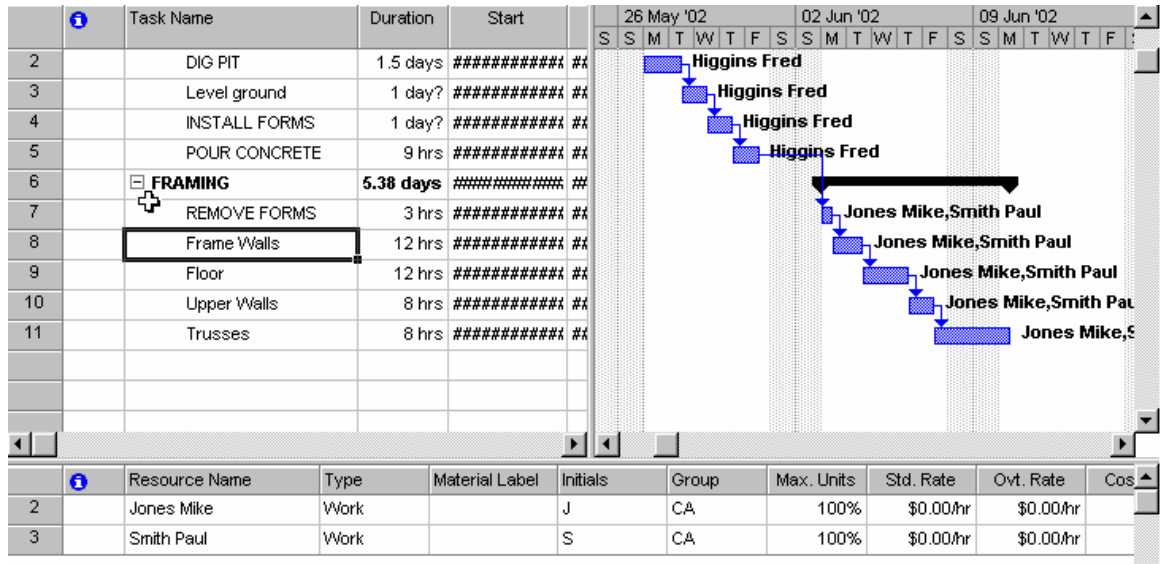 Task Name Duration Start 26 May '02 02 Jun '02 09 Jun '02
S S M T W T F S S M T W T F S S M T W T F
2 DIG PIT 1.5 days ############ ## Higgins Fred
3 Level ground 1 day? ############ ## Higgins Fred
4 INSTALL FORMS 1 day? ############ ## Higgins Fred
5 POUR CONCRETE 9 hrs ############ ## Higgins Fred
6 FRAMING 5.38 days ############ ##
7 REMOVE FORMS 3 hrs ############ ## Jones Mike,Smith Paul
8 Frame Walls 12 hrs ############ ## Jones Mike,Smith Paul
9 Floor 12 hrs ############ ## Jones Mike,Smith Paul
10 Upper Walls 8 hrs ############ ## Jones Mike,Smith Pau
11 Trusses 8 hrs ############ ## Jones Mike,S
Resource Name Type Material Label Initials Group Max. Units Std. Rate Ovt. Rate Cos
2 Jones Mike Work J CA 100% $0.00/hr $0.00/hr
3 Smith Paul Work S CA 100% $0.00/hr $0.00/hr